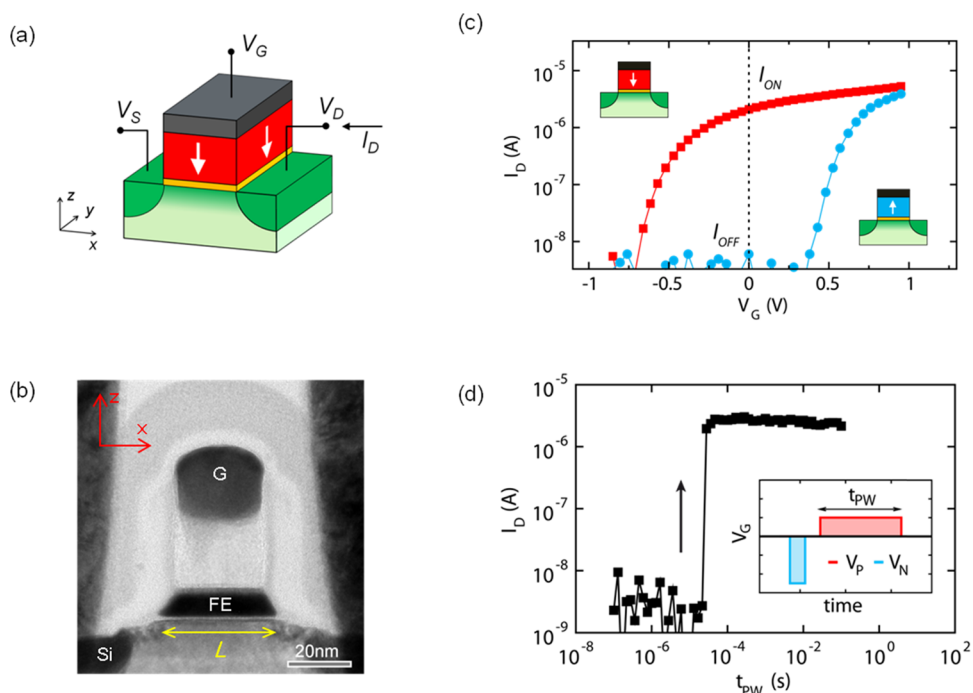 (a)
V_G
V_S
V_D
I_D
z
y
x
(b)
z
x
G
FE
L
Si
20nm
(c)
I_D (A)
10^-5
10^-6
10^-7
10^-8
I_ON
I_OFF
-1 -0.5 0 0.5 1
V_G (V)
(d)
I_D (A)
10^-5
10^-6
10^-7
10^-8
10^-9
t_PW
V_G
V_P V_N
time
10^-8 10^-6 10^-4 10^-2 10^0 10^2
t_PW (s)